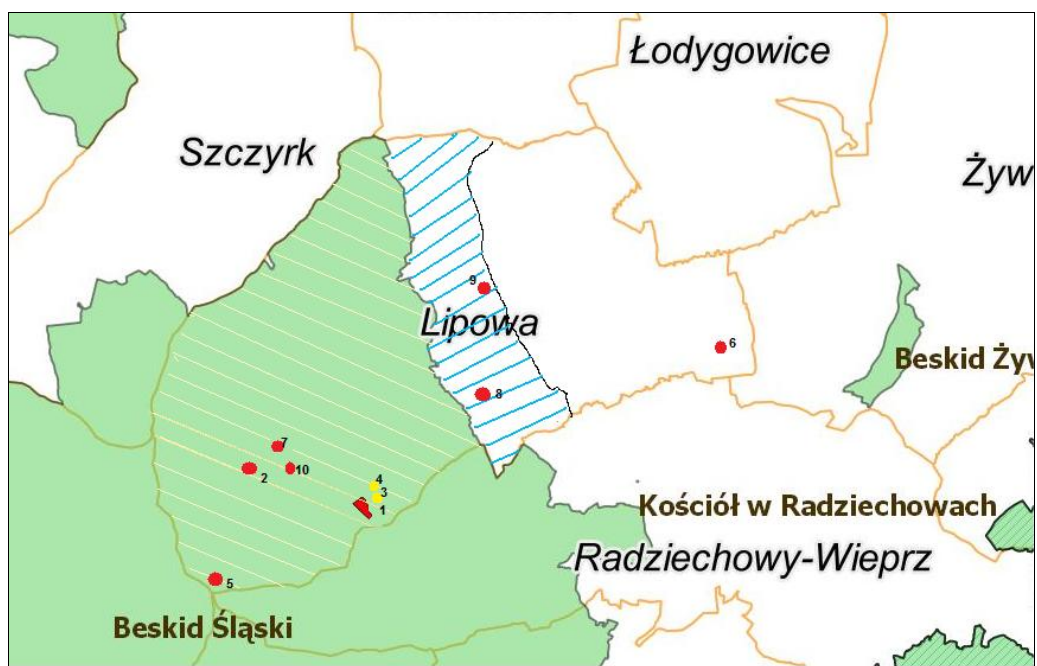 Łodygowice
Szczyrk
Żyw
9
Lipowa
6
Beskid Żyw
8
7
2
10
4
3
1
Kościół w Radziechowach
Radziechowy-Wieprz
5
Beskid Śląski